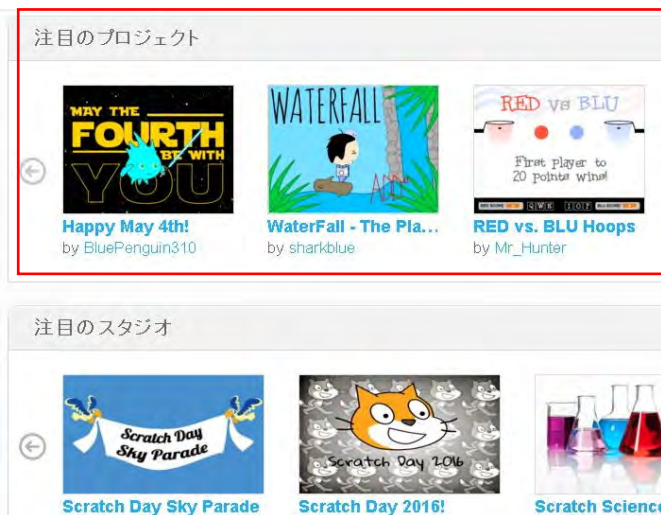 注目のプロジェクト
MAY THE
FOURTH
BE WITH
YOU
WATERFALL
RED VS BLU
First player to
20 points wins!
Happy May 4th!
WaterFall - The Pla...
RED vs. BLU Hoops
by BluePenguin310
by sharkblue
by Mr_Hunter
注目のスタジオ
Scratch Day
Sky Parade
Scratch Day 2016
Scratch Day Sky Parade
Scratch Day 2016!
Scratch Science